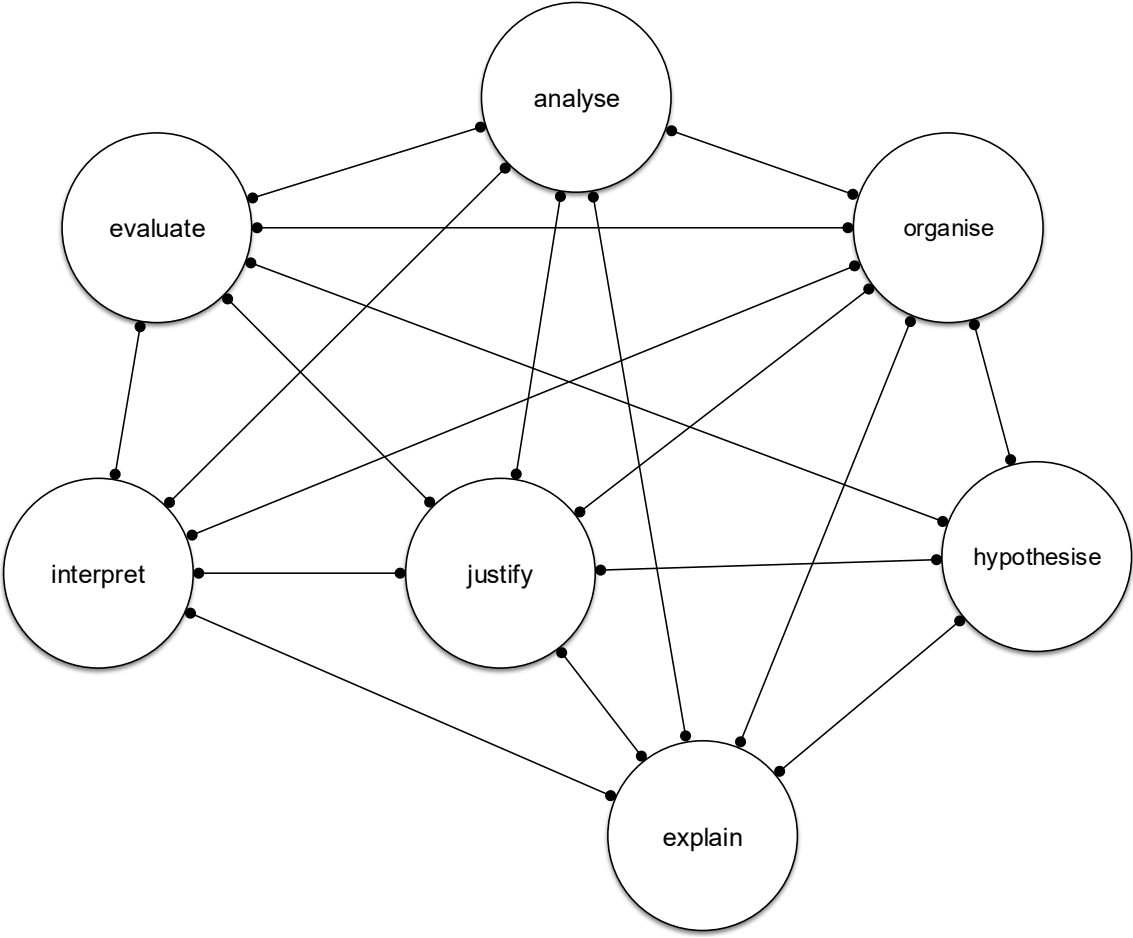 analyse
evaluate
organise
interpret
justify
hypothesise
explain